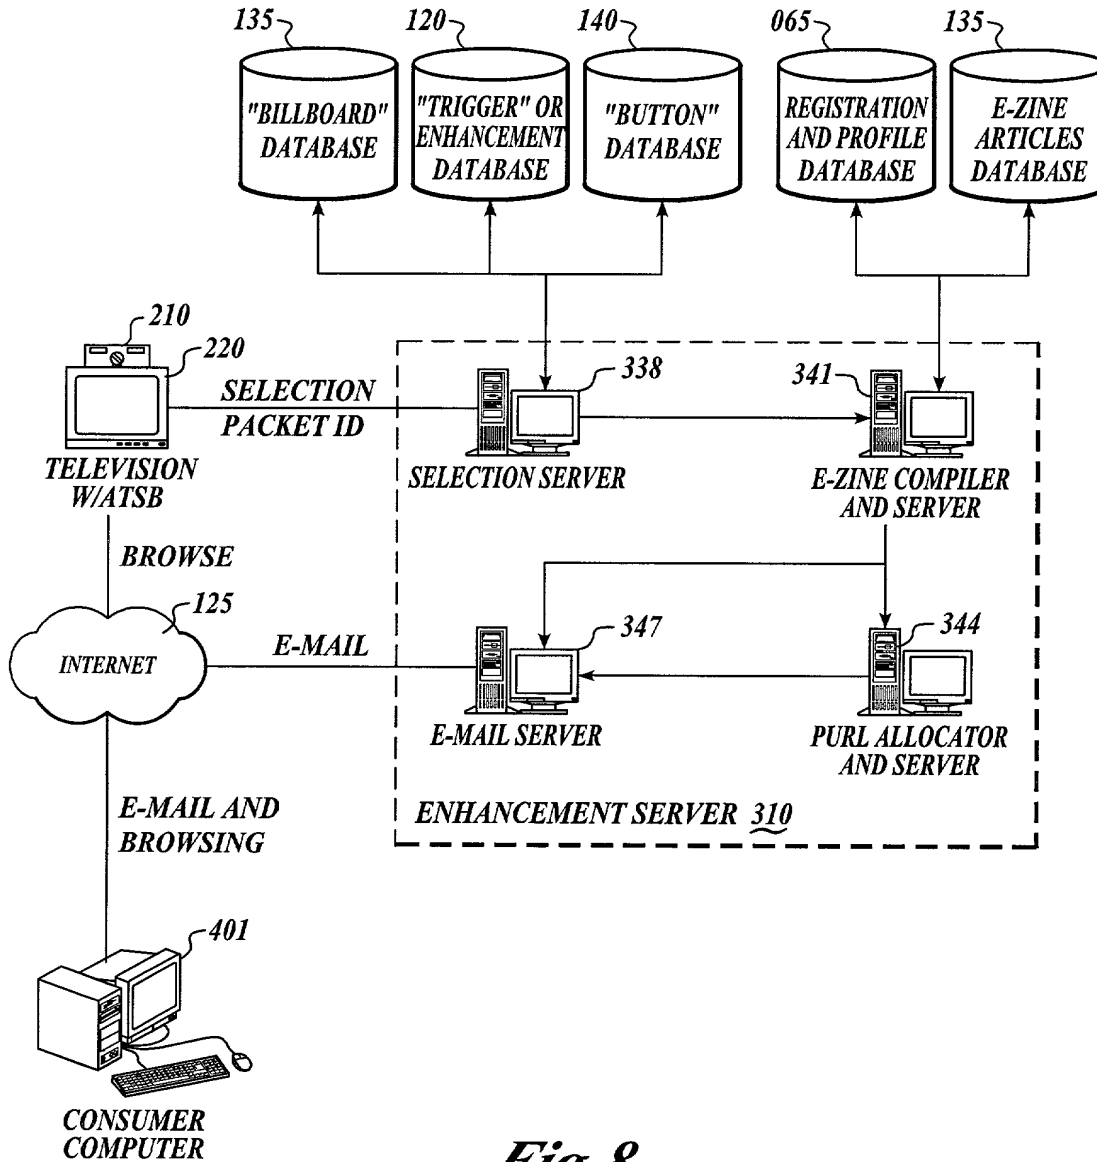 135
120
140
065
135
"BILLBOARD"
DATABASE
"TRIGGER" OR
ENHANCEMENT
DATABASE
"BUTTON"
DATABASE
REGISTRATION
AND PROFILE
DATABASE
E-ZINE
ARTICLES
DATABASE
210
220
SELECTION
PACKET ID
TELEVISION
W/ATSB
338
SELECTION SERVER
341
E-ZINE COMPILER
AND SERVER
BROWSE
125
INTERNET
E-MAIL
347
E-MAIL SERVER
344
PURL ALLOCATOR
AND SERVER
ENHANCEMENT SERVER 310
E-MAIL AND
BROWSING
401
CONSUMER
COMPUTER
Fig. 8